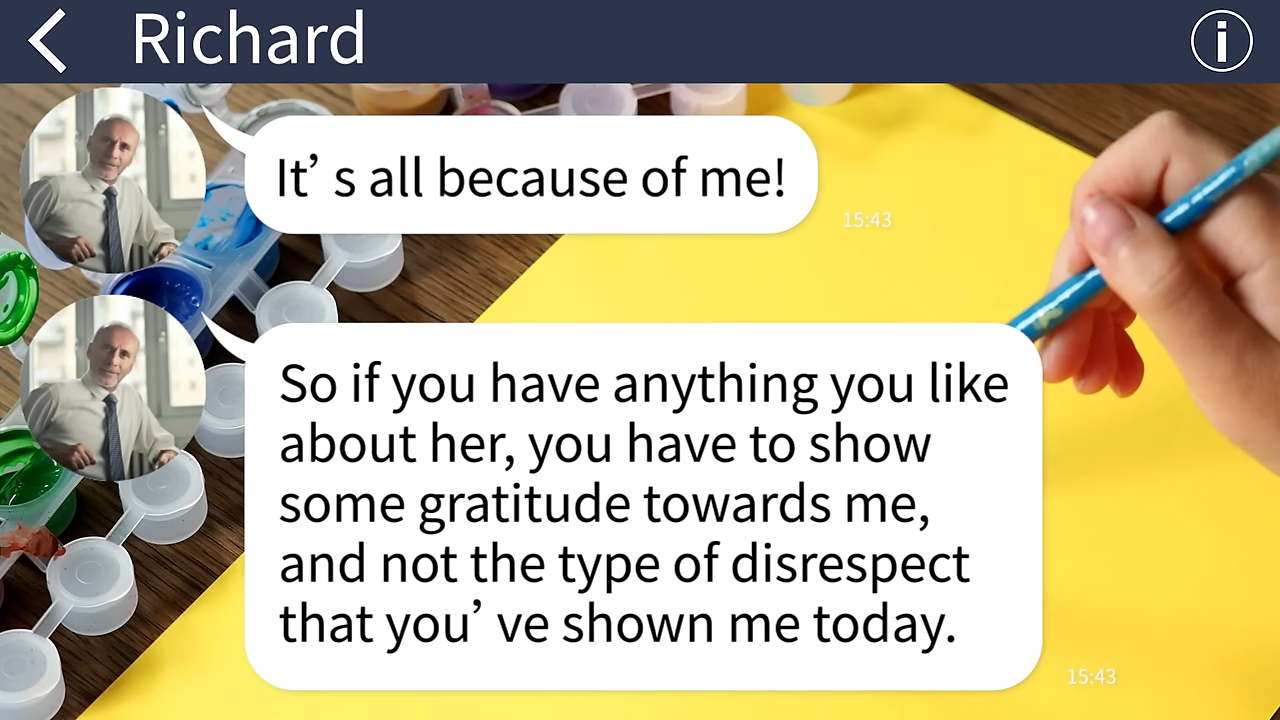 Richard
It’s all because of me!
15:43
So if you have anything you like
about her, you have to show
some gratitude towards me,
and not the type of disrespect
that you’ve shown me today.
15:43